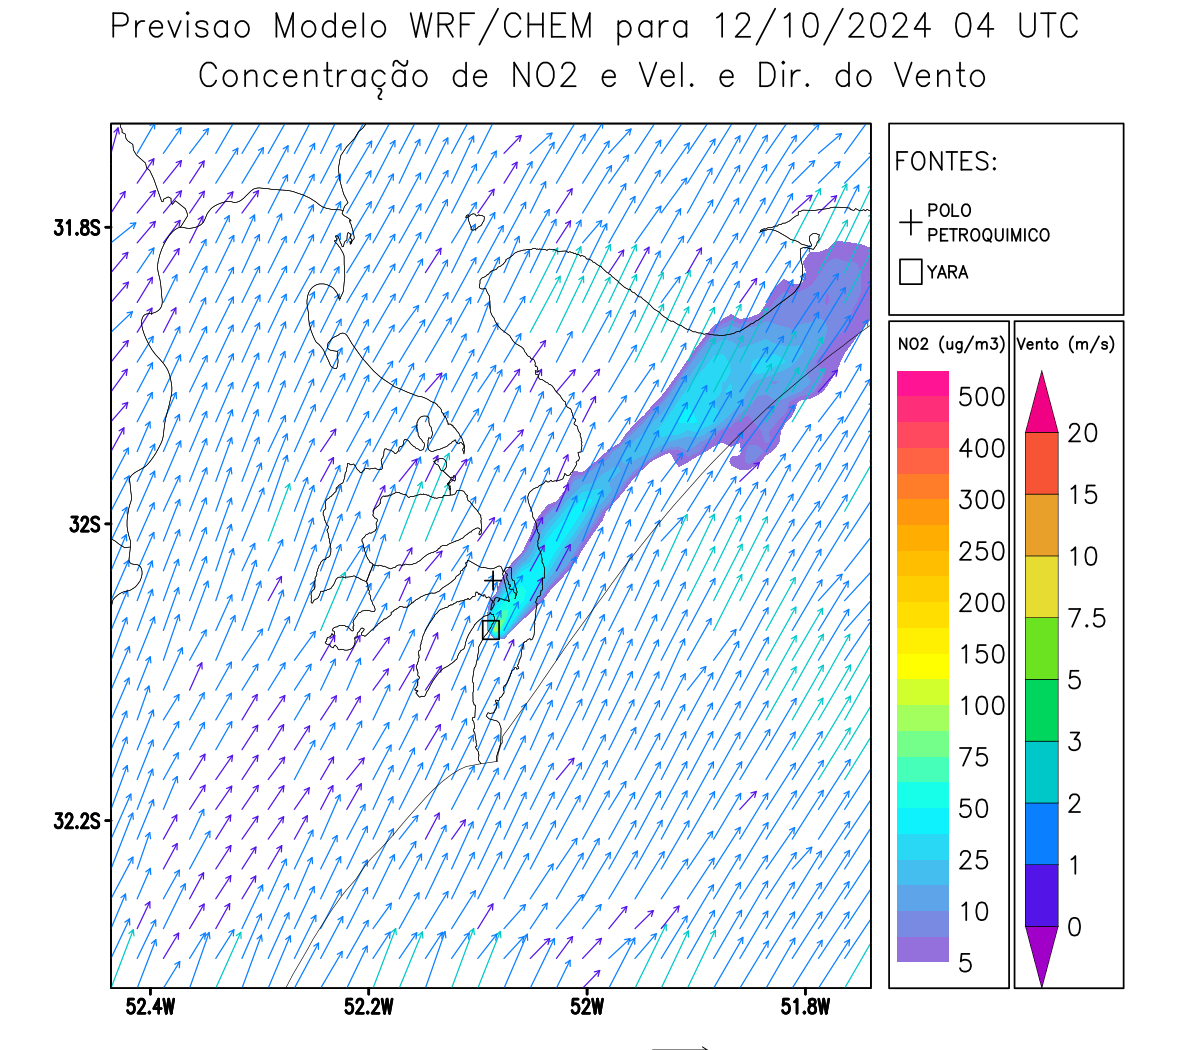 Previsao Modelo WRF/CHEM para 12/10/2024 04 UTC
Concentração de NO2 e Vel. e Dir. do Vento
FONTES:
POLO
PETROQUIMICO
YARA
31.8S
32S
32.2S
52.4W
52.2W
52W
51.8W
NO2 (ug/m3)
500
400
300
250
200
150
100
75
50
25
10
5
Vento (m/s)
20
15
10
7.5
5
3
2
1
0